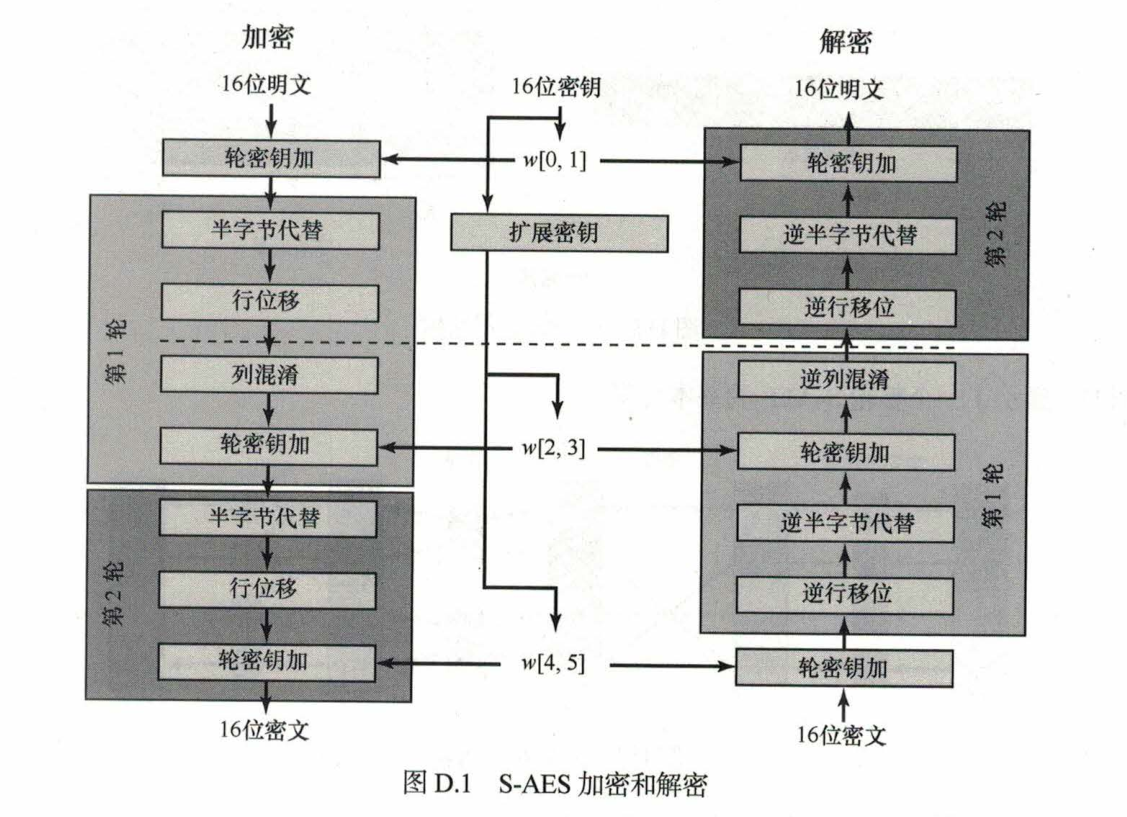 加密
16位明文
轮密钥加
第1轮
半字节代替
行位移
列混淆
轮密钥加
第2轮
半字节代替
行位移
轮密钥加
16位密文
16位密钥
w[0, 1]
扩展密钥
w[2, 3]
w[4, 5]
解密
16位明文
轮密钥加
逆半字节代替
逆行移位
第2轮
逆列混淆
轮密钥加
逆半字节代替
逆行移位
第1轮
轮密钥加
16位密文
图 D.1 S-AES 加密和解密